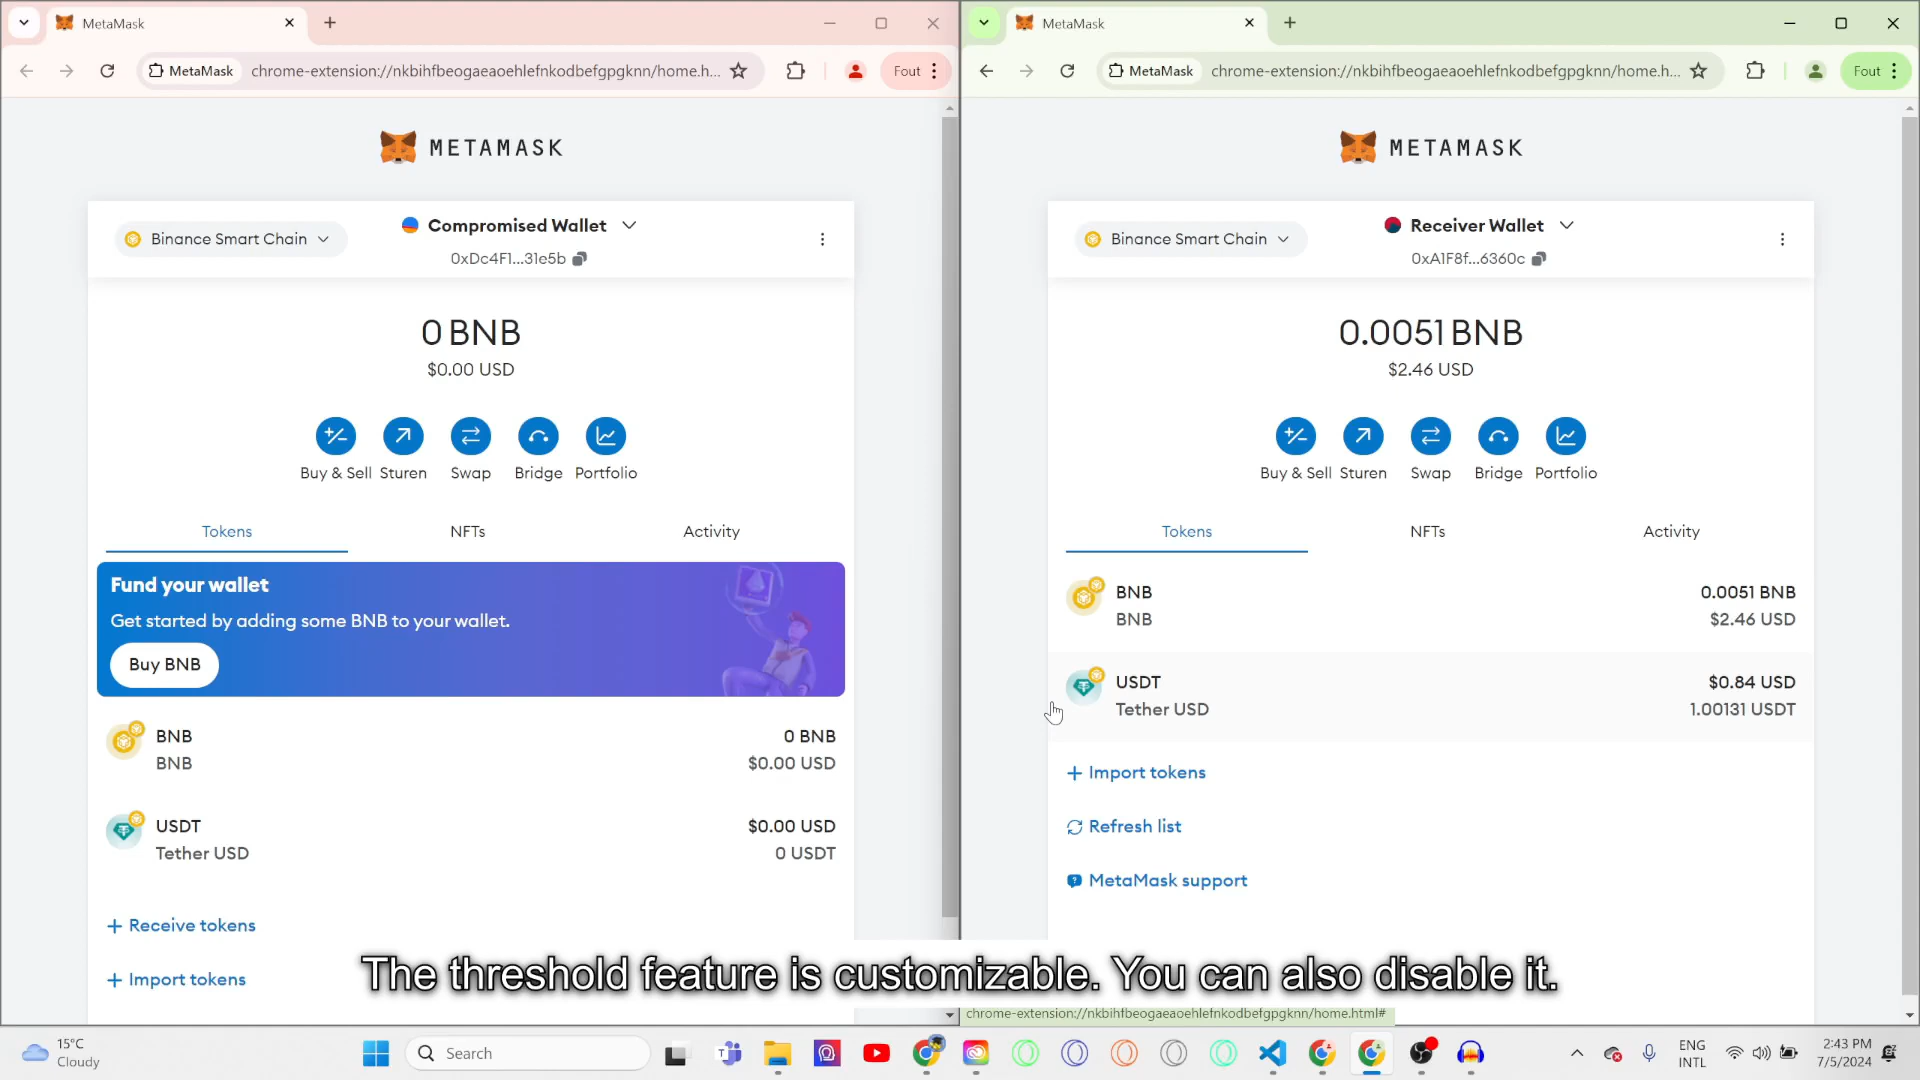 MetaMask
MetaMask
chrome-extension://nkbihfbeogaeaoehlefnkodbefgpgknn/home.h...
Fout
METAMASK
Binance Smart Chain
Compromised Wallet
0xDc4F1...31e5b
0 BNB
$0.00 USD
Buy & Sell
Sturen
Swap
Bridge
Portfolio
Tokens
NFTs
Activity
Fund your wallet
Get started by adding some BNB to your wallet.
Buy BNB
BNB
0 BNB
BNB
$0.00 USD
USDT
$0.00 USD
Tether USD
0 USDT
+ Receive tokens
+ Import tokens
MetaMask
MetaMask
chrome-extension://nkbihfbeogaeaoehlefnkodbefgpgknn/home.h...
Fout
METAMASK
Binance Smart Chain
Receiver Wallet
0xA1F8f...6360c
0.0051 BNB
$2.46 USD
Buy & Sell
Sturen
Swap
Bridge
Portfolio
Tokens
NFTs
Activity
BNB
0.0051 BNB
BNB
$2.46 USD
USDT
$0.84 USD
Tether USD
1.00131 USDT
+ Import tokens
Refresh list
MetaMask support
The threshold feature is customizable. You can also disable it.
chrome-extension://nkbihfbeogaeaoehlefnkodbefgpgknn/home.html#
15°C
Cloudy
Search
ENG
INTL
2:43 PM
7/5/2024